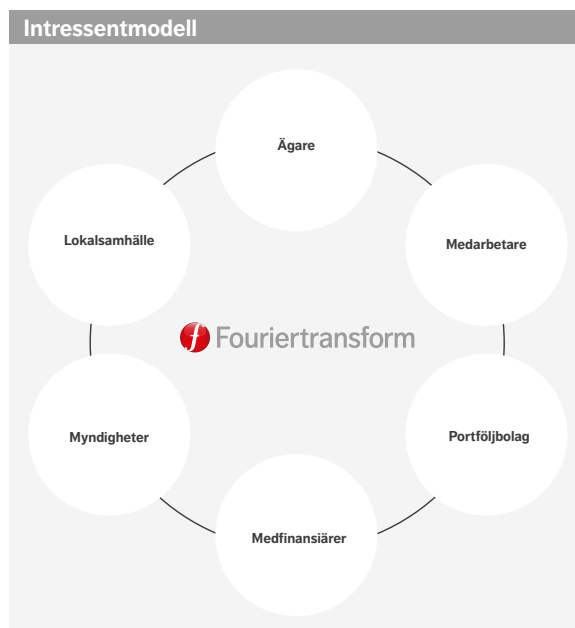 Intressentmodell
Ägare
Lokalsamhälle
Medarbetare
Fouriertransform
Myndigheter
Portföljbolag
Medfinansiärer